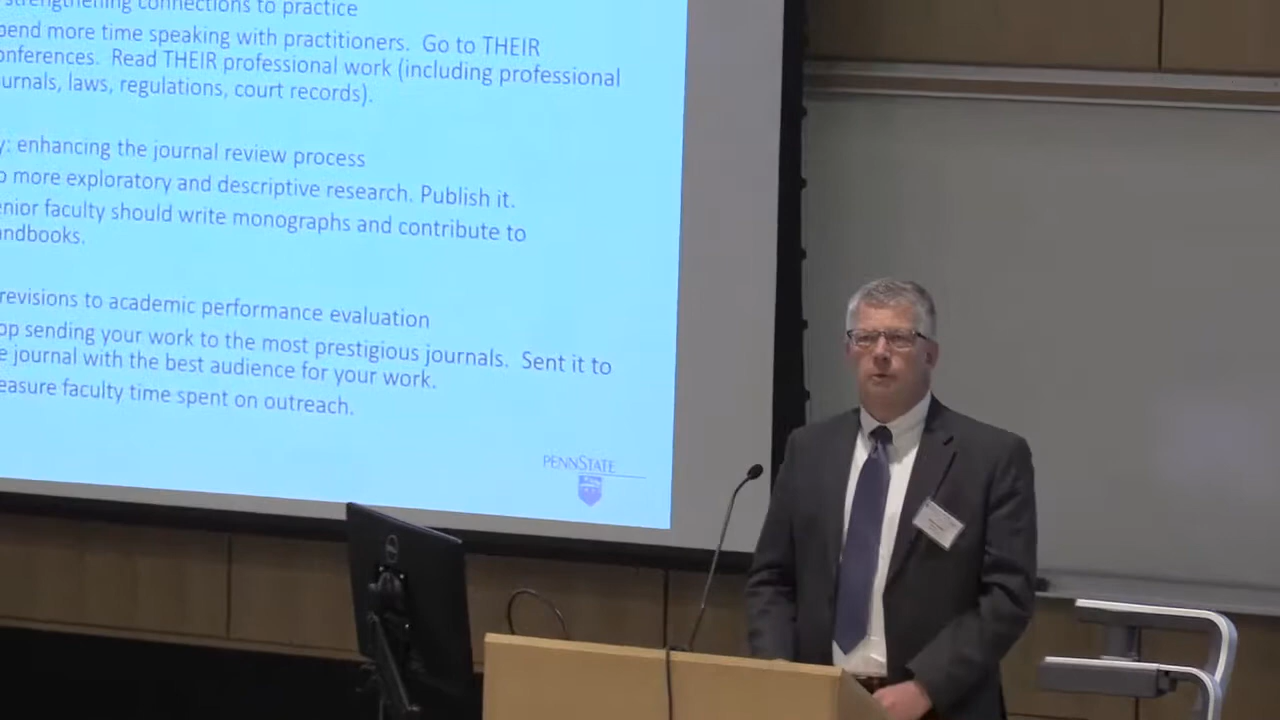 strengthening connections to practice
pend more time speaking with practitioners. Go to THEIR
onferences. Read THEIR professional work (including professional
urnals, laws, regulations, court records).
y: enhancing the journal review process
o more exploratory and descriptive research. Publish it.
enior faculty should write monographs and contribute to
andbooks.
revisions to academic performance evaluation
op sending your work to the most prestigious journals. Sent it to
e journal with the best audience for your work.
easure faculty time spent on outreach.
PENNSTATE
DELL